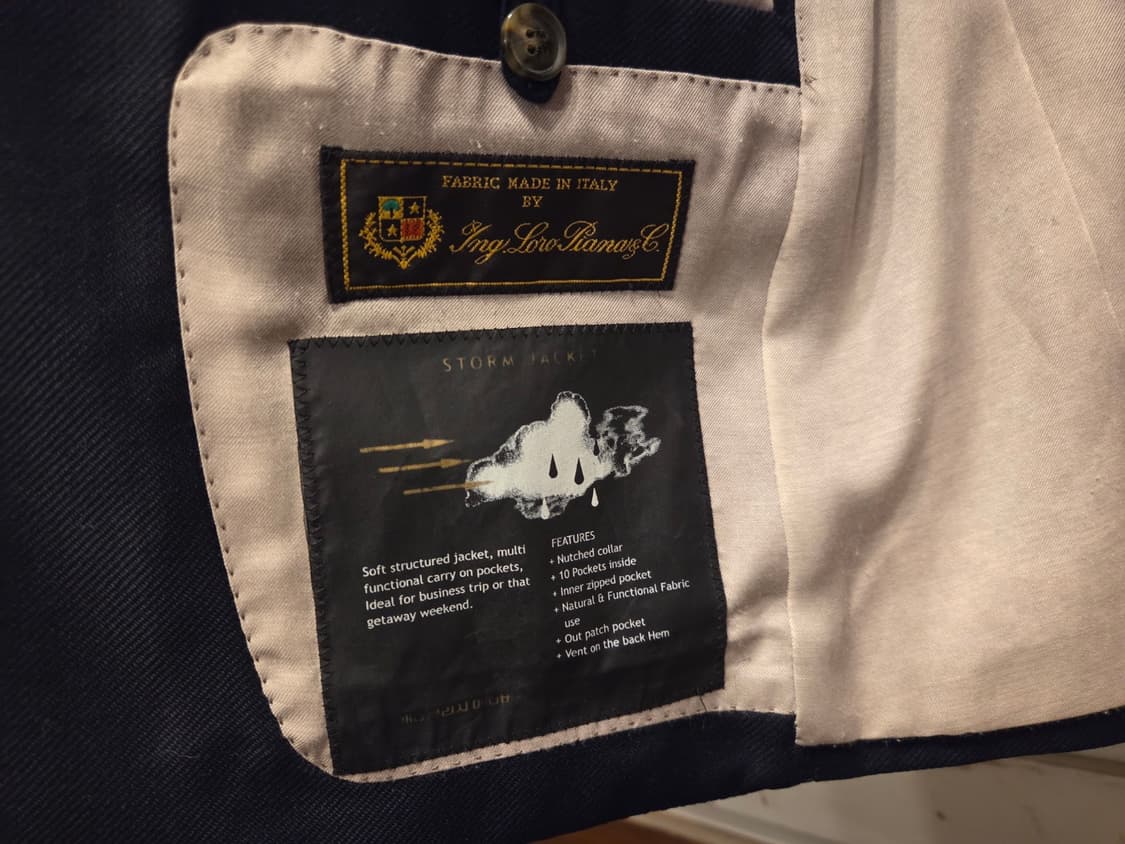 FABRIC MADE IN ITALY
BY
Ing. Loro Piana & C.
STORM JACKET
Soft structured jacket, multi
functional carry on pockets,
Ideal for business trip or that
getaway weekend.
FEATURES
+ Nutched collar
+ 10 Pockets inside
+ Inner zipped pocket
+ Natural & Functional Fabric
use
+ Out patch pocket
+ Vent on the back Hem